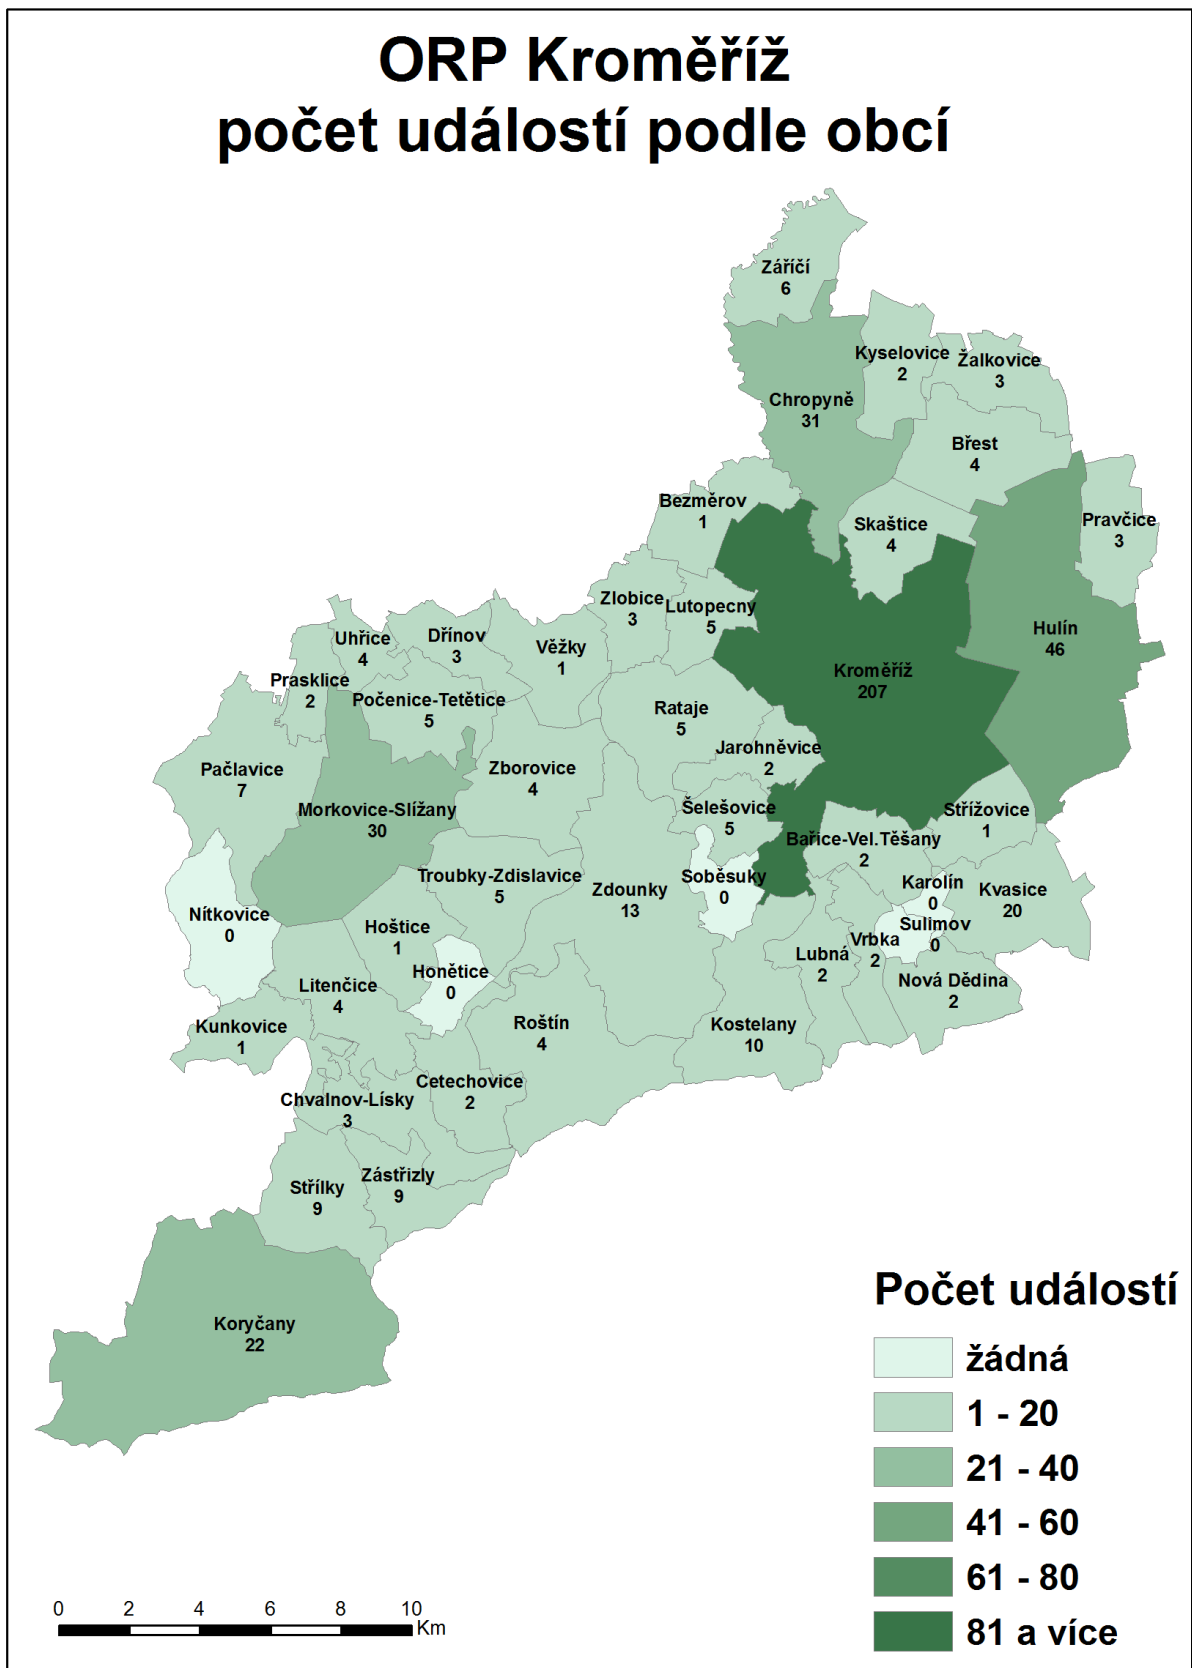 ORP Kroměříž
počet událostí podle obcí
Záříčí
6
Kyselovice
2
Žalkovice
3
Chropyně
31
Břest
4
Bezměrov
1
Skaštice
4
Pravčice
3
Zlobice
3
Lutopecny
5
Hulín
46
Uhřice
4
Dřínov
3
Věžky
1
Kroměříž
207
Prasklice
2
Počenice-Tetětice
5
Rataje
5
Jarohněvice
2
Pačlavice
7
Zborovice
4
Morkovice-Slížany
30
Šelešovice
5
Střížovice
1
Bařice-Vel.Těšany
2
Troubky-Zdislavice
5
Zdounky
13
Soběsuky
0
Karolín
0
Kvasice
20
Nítkovice
0
Hoštice
1
Sulimov
0
Vrbka
2
Lubná
2
Honětice
0
Litenčice
4
Nová Dědina
2
Kunkovice
1
Roštín
4
Kostelany
10
Cetechovice
2
Chvalnov-Lísky
3
Zástřizly
9
Střílky
9
Koryčany
22
Počet událostí
žádná
1 - 20
21 - 40
41 - 60
61 - 80
81 a více
0 2 4 6 8 10
Km